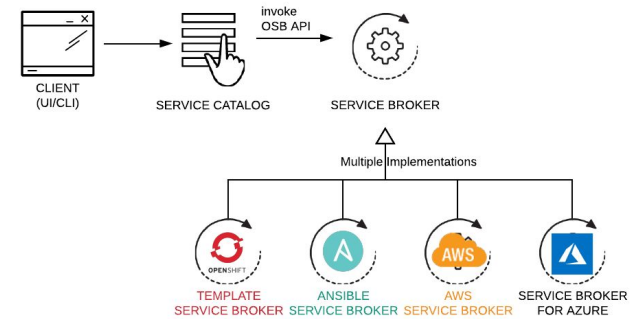 invoke
OSB API
CLIENT
(UI/CLI)
SERVICE CATALOG
SERVICE BROKER
Multiple Implementations
OPENSHIFT
AWS
TEMPLATE
SERVICE BROKER
ANSIBLE
SERVICE BROKER
AWS
SERVICE BROKER
SERVICE BROKER
FOR AZURE